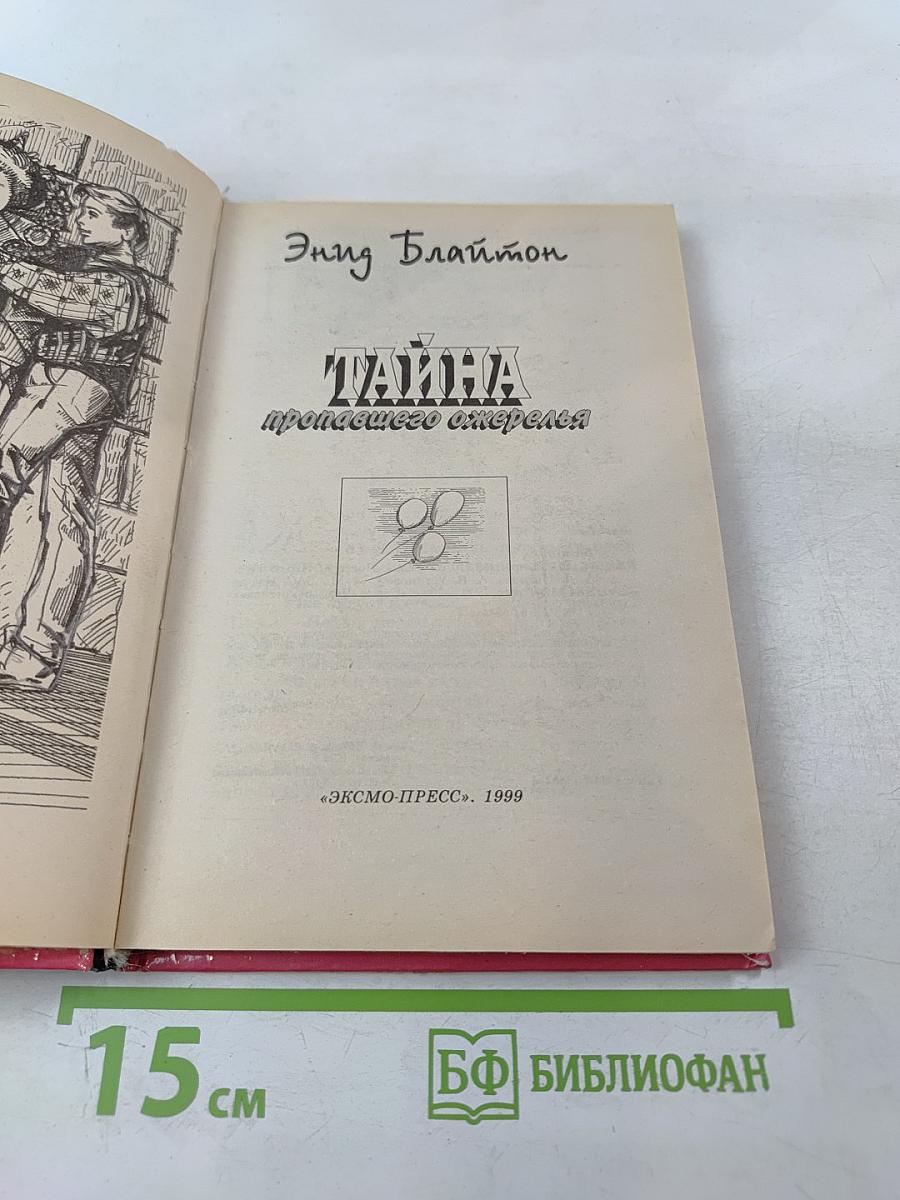 Энид Блайтон
ТАЙНА
пропавшего ожерелья
«ЭКСМО-ПРЕСС». 1999
15 см
БФ БИБЛИОФАН